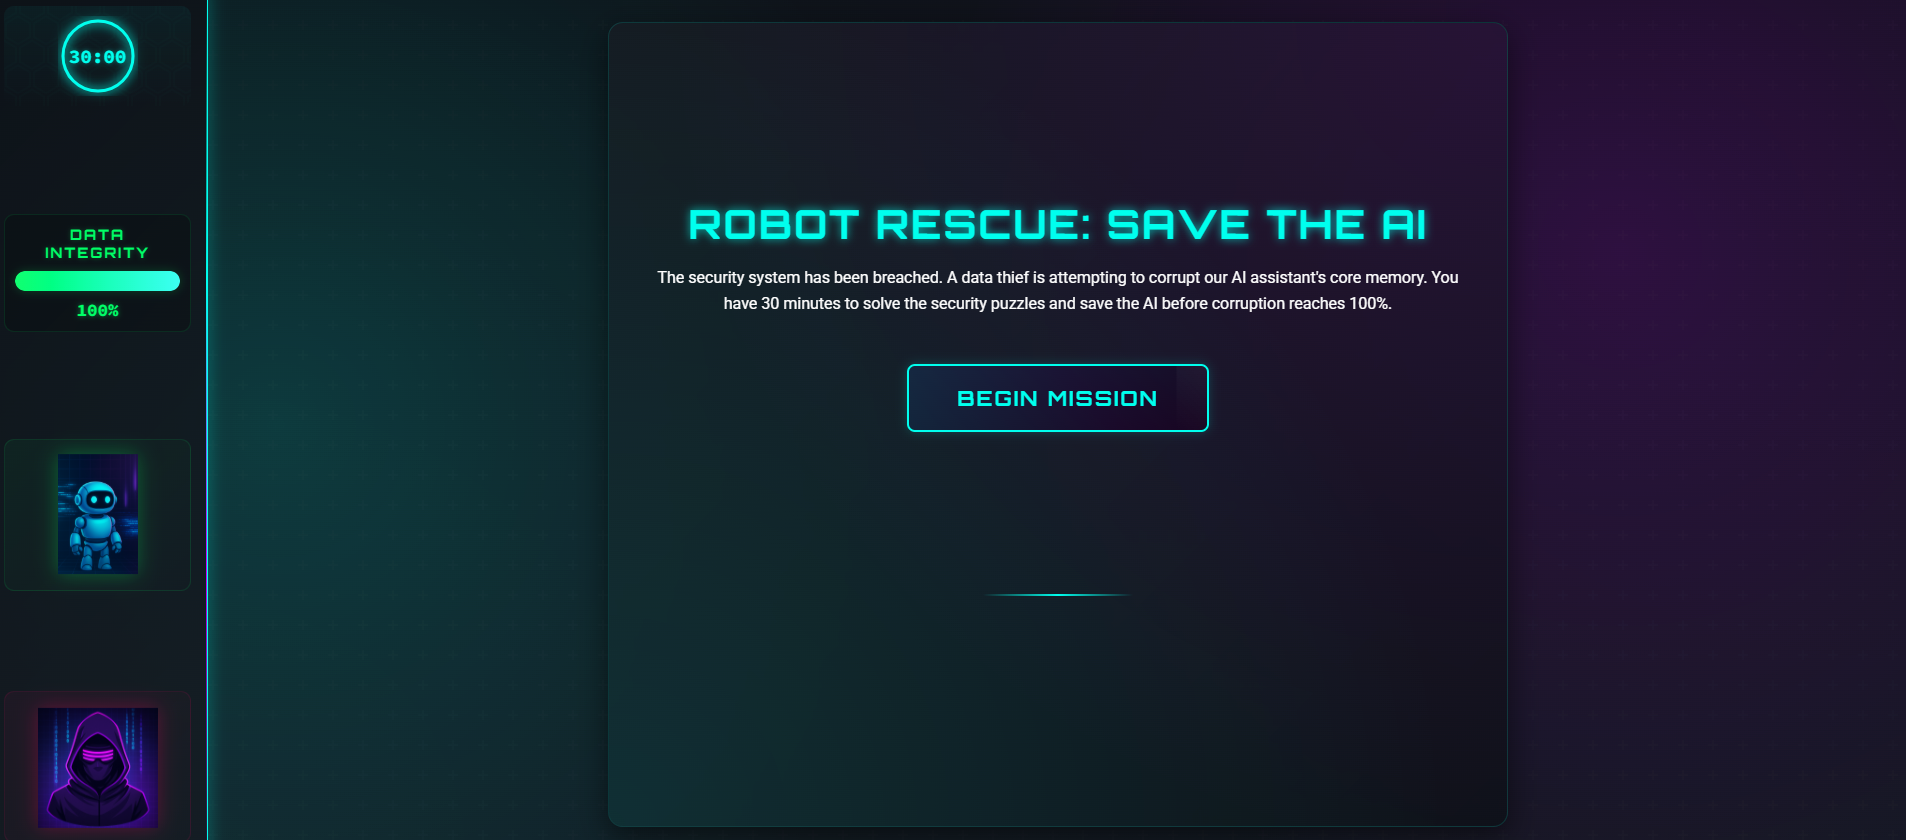 30:00
DATA
INTEGRITY
100%
ROBOT RESCUE: SAVE THE AI
The security system has been breached. A data thief is attempting to corrupt our AI assistant's core memory. You
have 30 minutes to solve the security puzzles and save the AI before corruption reaches 100%.
BEGIN MISSION